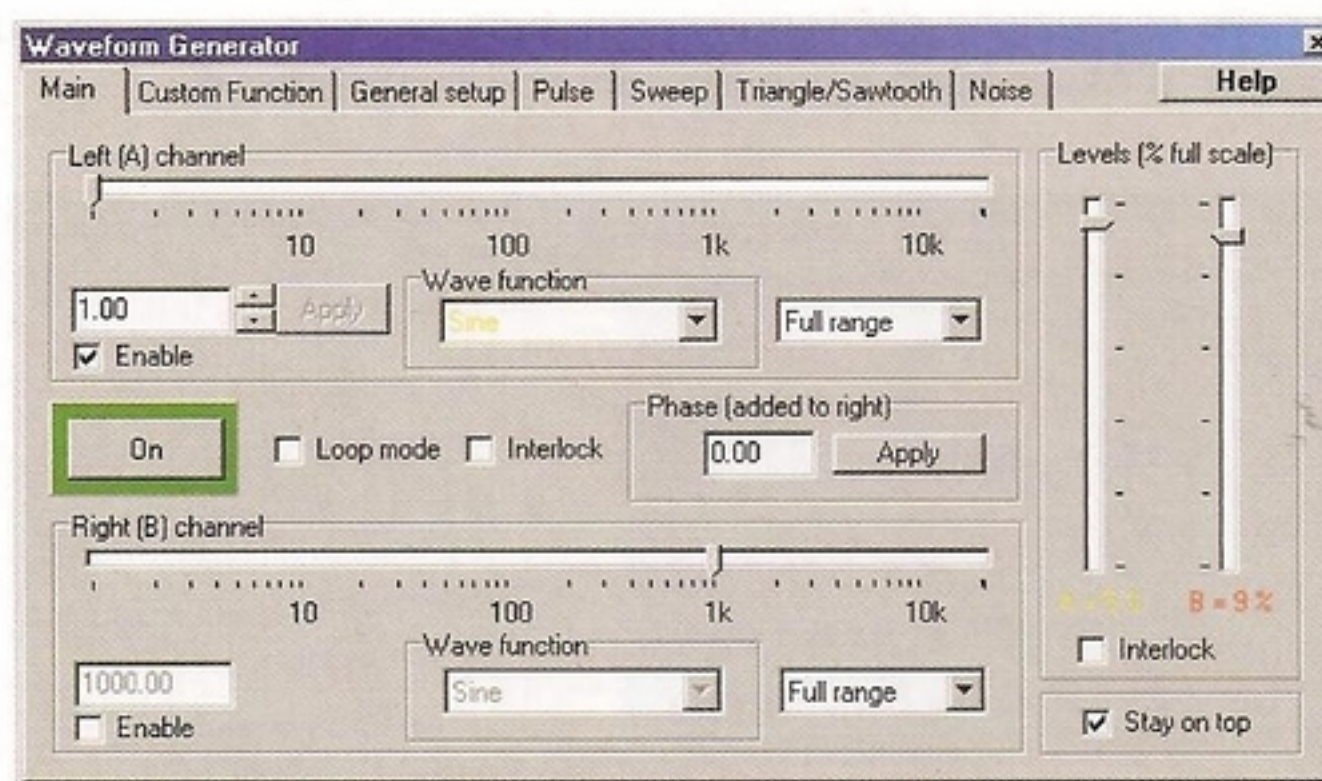 Waveform Generator
Main Custom Function General setup Pulse Sweep Triangle/Sawtooth Noise Help
Left (A) channel
10 100 1k 10k
1.00 Apply
Enable
Wave function
Sine
Full range
On Loop mode Interlock
Phase (added to right)
0.00 Apply
Right (B) channel
10 100 1k 10k
1000.00
Enable
Wave function
Sine
Full range
Levels (% full scale)
B = 9 %
Interlock
Stay on top